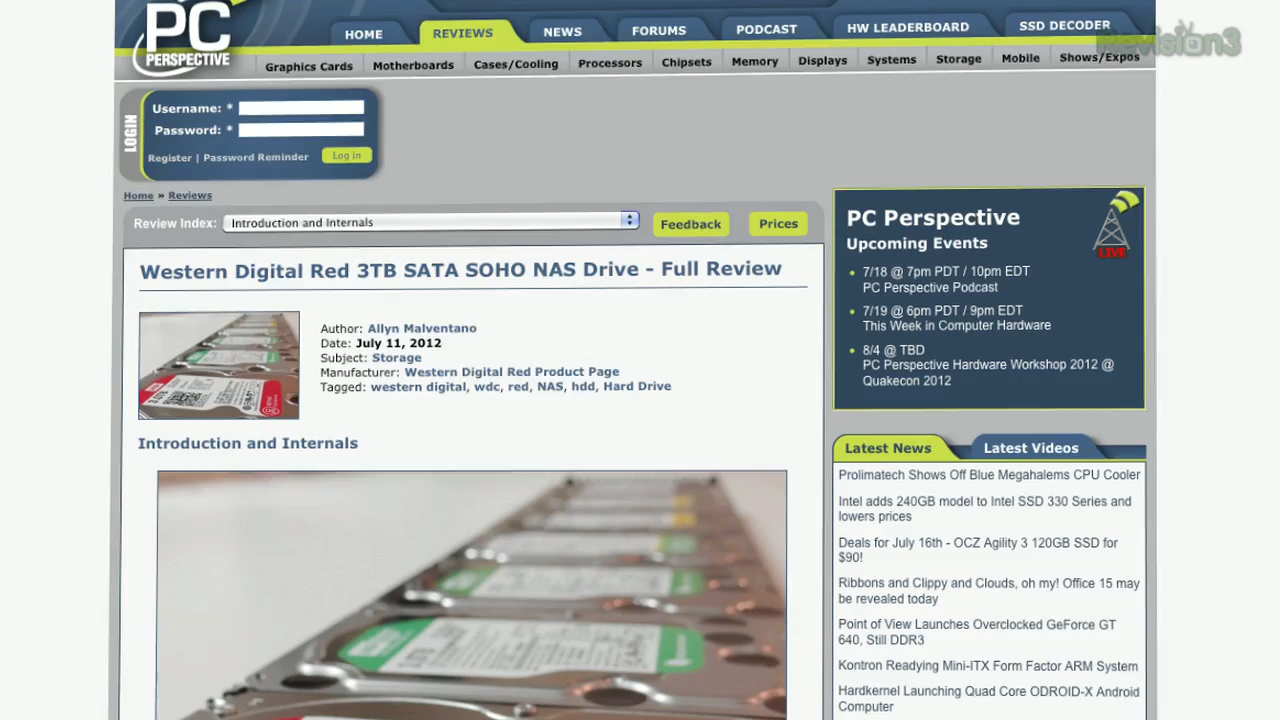 PC
PERSPECTIVE
HOME
REVIEWS
NEWS
FORUMS
PODCAST
HW LEADERBOARD
SSD DECODER
Revision3
Graphics Cards
Motherboards
Cases/Cooling
Processors
Chipsets
Memory
Displays
Systems
Storage
Mobile
Shows/Expos
LOGIN
Username: *
Password: *
Register | Password Reminder
Log in
Home » Reviews
Review Index:
Introduction and Internals
Feedback
Prices
Western Digital Red 3TB SATA SOHO NAS Drive - Full Review
Author: Allyn Malventano
Date: July 11, 2012
Subject: Storage
Manufacturer: Western Digital Red Product Page
Tagged: western digital, wdc, red, NAS, hdd, Hard Drive
Introduction and Internals
PC Perspective
Upcoming Events
LIVE
• 7/18 @ 7pm PDT / 10pm EDT
PC Perspective Podcast
• 7/19 @ 6pm PDT / 9pm EDT
This Week in Computer Hardware
• 8/4 @ TBD
PC Perspective Hardware Workshop 2012 @
Quakecon 2012
Latest News
Latest Videos
Prolimatech Shows Off Blue Megahalems CPU Cooler
Intel adds 240GB model to Intel SSD 330 Series and
lowers prices
Deals for July 16th - OCZ Agility 3 120GB SSD for
$90!
Ribbons and Clippy and Clouds, oh my! Office 15 may
be revealed today
Point of View Launches Overclocked GeForce GT
640, Still DDR3
Kontron Readying Mini-ITX Form Factor ARM System
Hardkernel Launching Quad Core ODROID-X Android
Computer